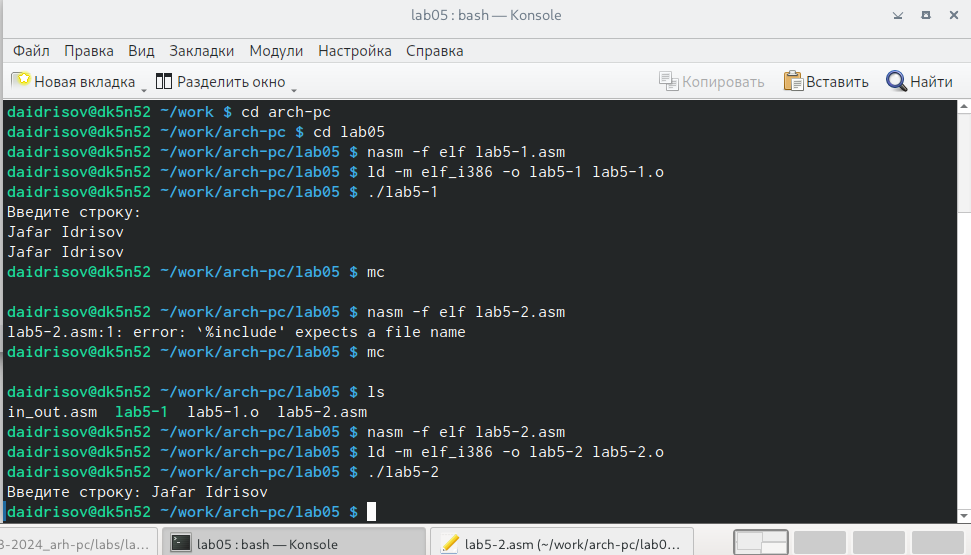 lab05 : bash — Konsole
Файл Правка Вид Закладки Модули Настройка Справка
Новая вкладка Разделить окно Копировать Вставить Найти
daidrisov@dk5n52 ~/work $ cd arch-pc
daidrisov@dk5n52 ~/work/arch-pc $ cd lab05
daidrisov@dk5n52 ~/work/arch-pc/lab05 $ nasm -f elf lab5-1.asm
daidrisov@dk5n52 ~/work/arch-pc/lab05 $ ld -m elf_i386 -o lab5-1 lab5-1.o
daidrisov@dk5n52 ~/work/arch-pc/lab05 $ ./lab5-1
Введите строку:
Jafar Idrisov
Jafar Idrisov
daidrisov@dk5n52 ~/work/arch-pc/lab05 $ mc
daidrisov@dk5n52 ~/work/arch-pc/lab05 $ nasm -f elf lab5-2.asm
lab5-2.asm:1: error: `%include' expects a file name
daidrisov@dk5n52 ~/work/arch-pc/lab05 $ mc
daidrisov@dk5n52 ~/work/arch-pc/lab05 $ ls
in_out.asm lab5-1 lab5-1.o lab5-2.asm
daidrisov@dk5n52 ~/work/arch-pc/lab05 $ nasm -f elf lab5-2.asm
daidrisov@dk5n52 ~/work/arch-pc/lab05 $ ld -m elf_i386 -o lab5-2 lab5-2.o
daidrisov@dk5n52 ~/work/arch-pc/lab05 $ ./lab5-2
Введите строку: Jafar Idrisov
daidrisov@dk5n52 ~/work/arch-pc/lab05 $
3-2024_arh-pc/labs/la... lab05 : bash — Konsole lab5-2.asm (~/work/arch-pc/lab0...